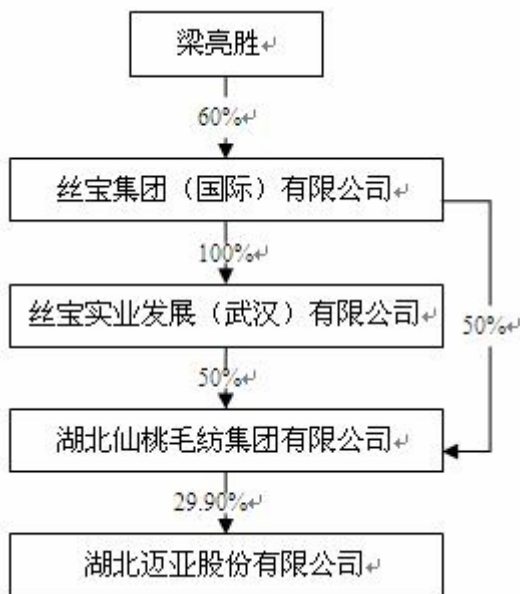 梁亮胜↵
60%↵
丝宝集团（国际）有限公司↵
100%↵
丝宝实业发展（武汉）有限公司↵
50%↵
50%↵
湖北仙桃毛纺集团有限公司↵
29.90%↵
湖北迈亚股份有限公司↵